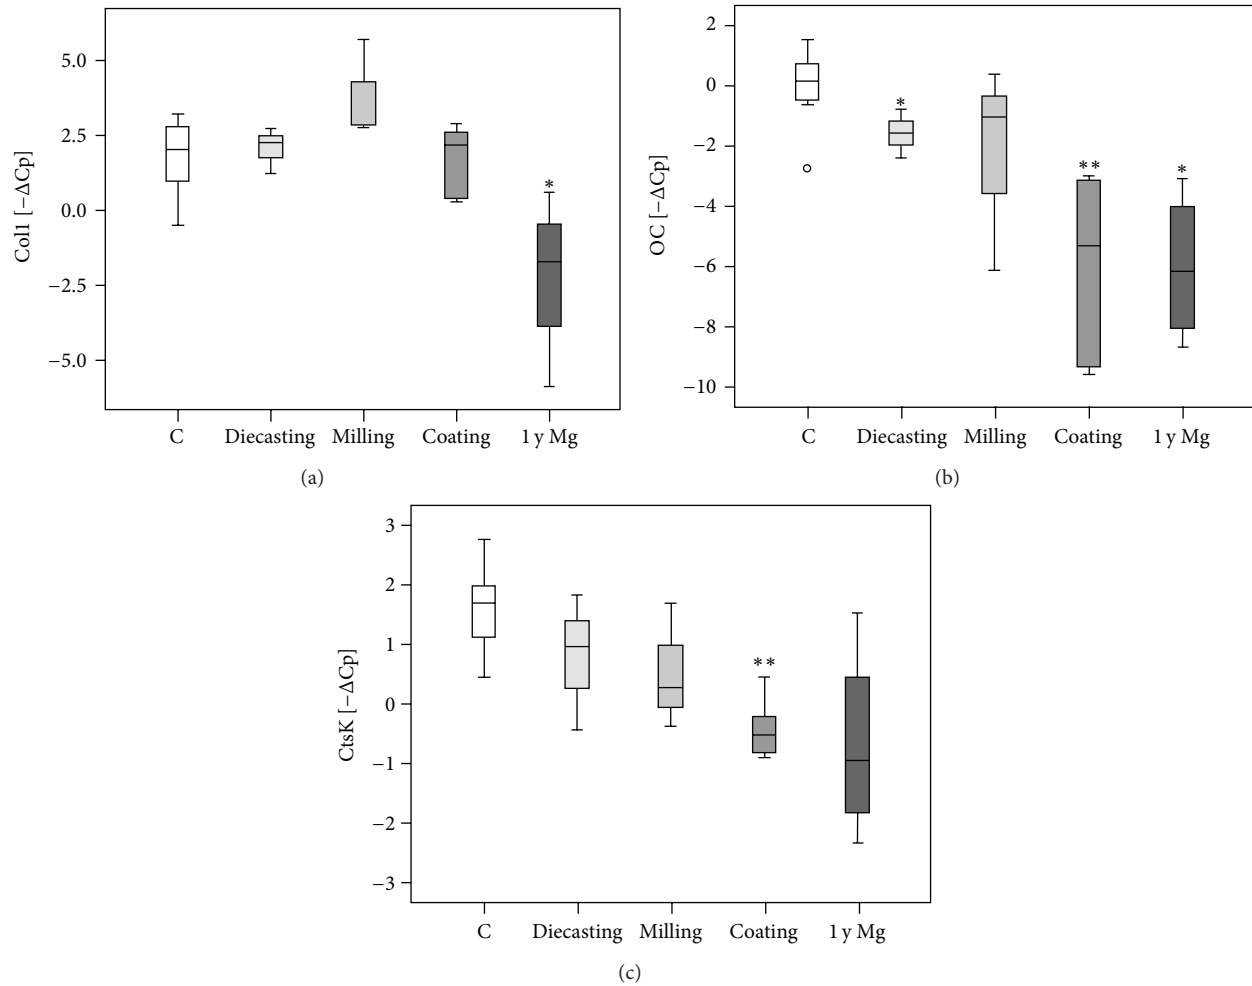 Col1 [−ΔCp]
5.0
2.5
0.0
−2.5
−5.0
*
C Diecasting Milling Coating 1 y Mg
(a)
OC [−ΔCp]
2
0
−2
−4
−6
−8
−10
*
**
*
C Diecasting Milling Coating 1 y Mg
(b)
CtsK [−ΔCp]
3
2
1
0
−1
−2
−3
**
C Diecasting Milling Coating 1 y Mg
(c)